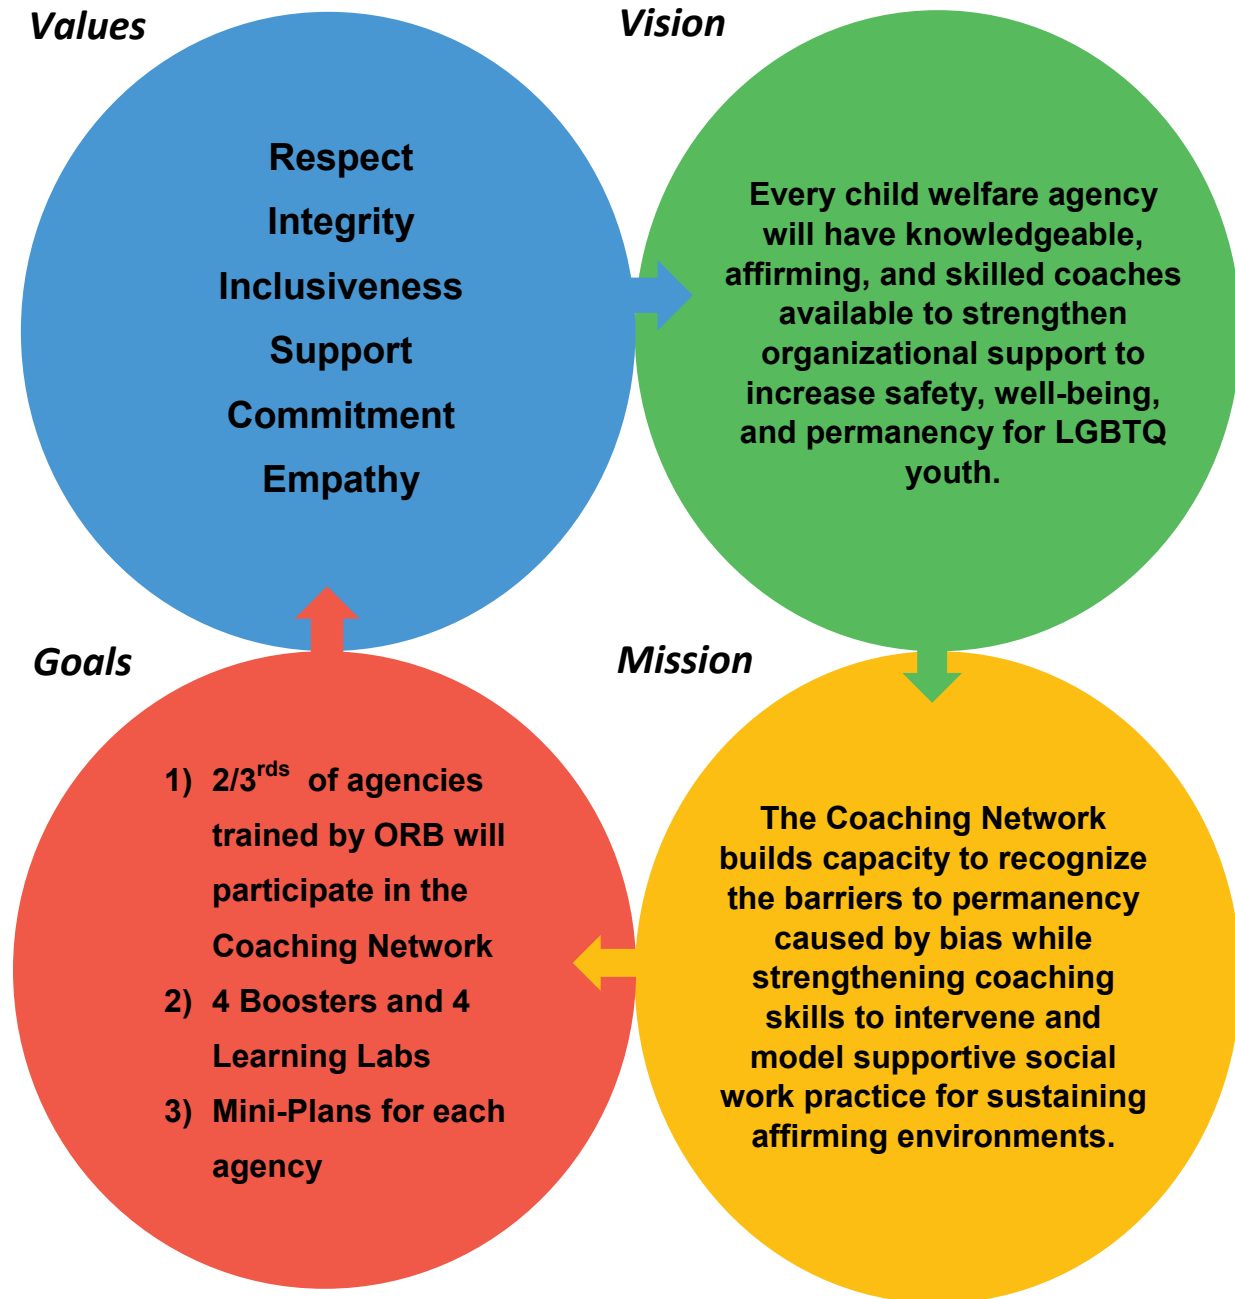 Values
Respect
Integrity
Inclusiveness
Support
Commitment
Empathy
Vision
Every child welfare agency
will have knowledgeable,
affirming, and skilled coaches
available to strengthen
organizational support to
increase safety, well-being,
and permanency for LGBTQ
youth.
Goals
1) 2/3rds of agencies
trained by ORB will
participate in the
Coaching Network
2) 4 Boosters and 4
Learning Labs
3) Mini-Plans for each
agency
Mission
The Coaching Network
builds capacity to recognize
the barriers to permanency
caused by bias while
strengthening coaching
skills to intervene and
model supportive social
work practice for sustaining
affirming environments.